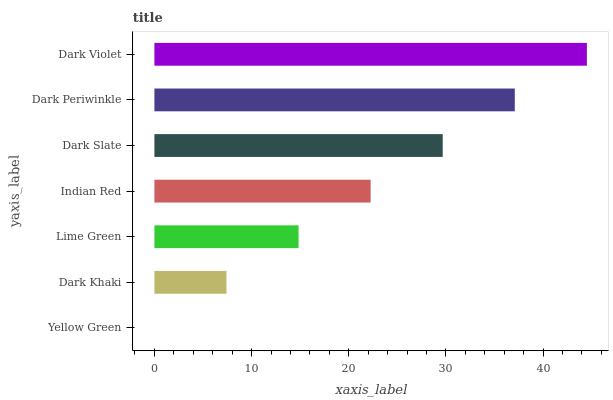 title
Dark Violet
Dark Periwinkle
Dark Slate
Indian Red
Lime Green
Dark Khaki
Yellow Green
yaxis_label
0 10 20 30 40
xaxis_label